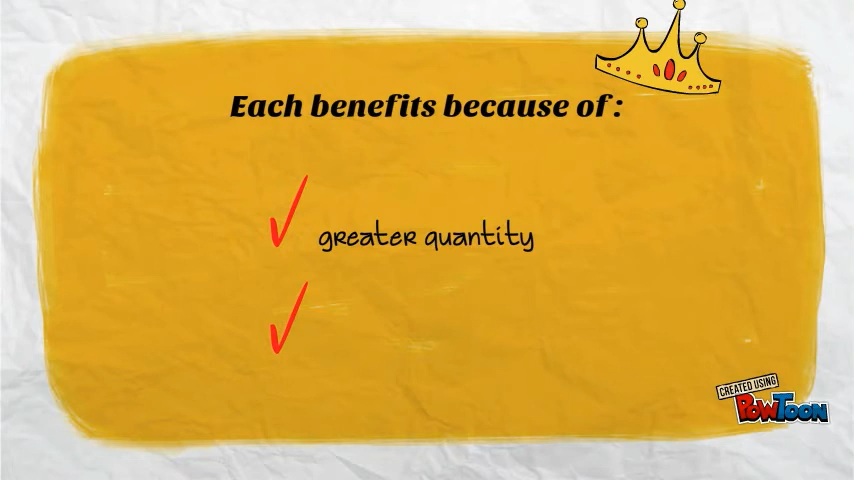 Each benefits because of:
greater quantity
CREATED USING
POWTOON